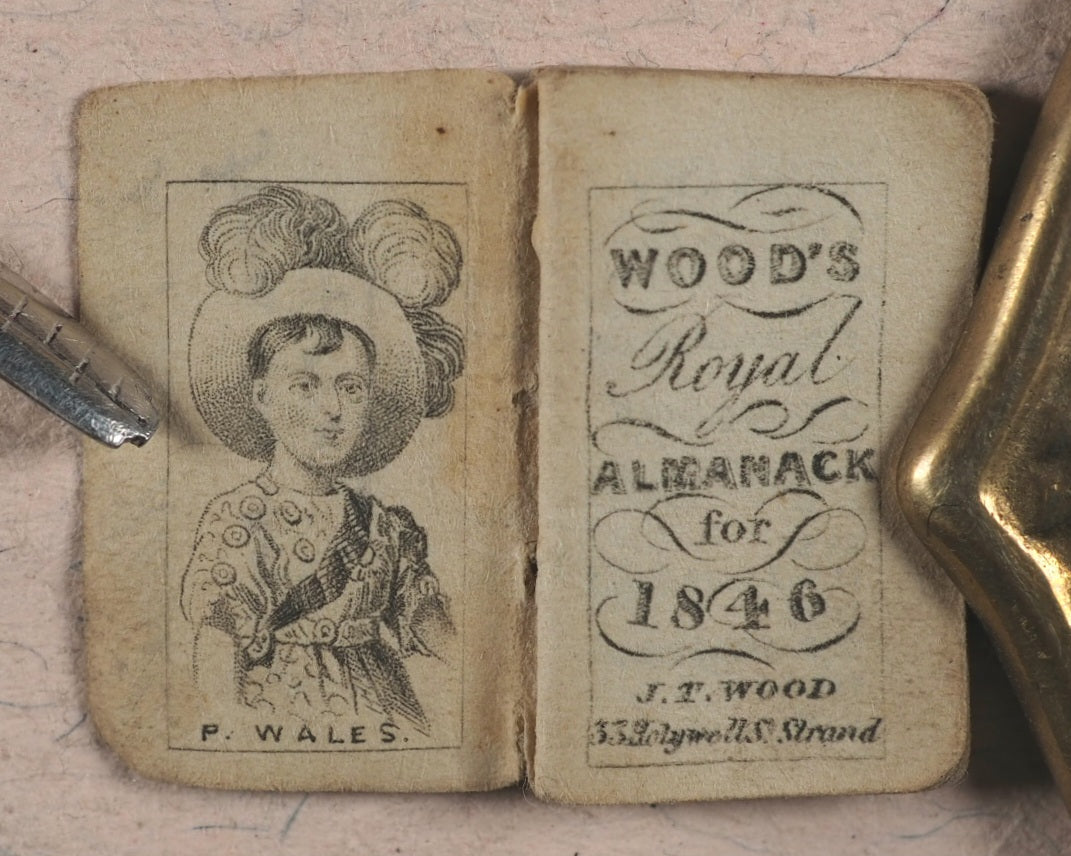 P. WALES.
WOOD'S
Royal
ALMANACK
for
1846
J. T. WOOD
33 Holywell St. Strand